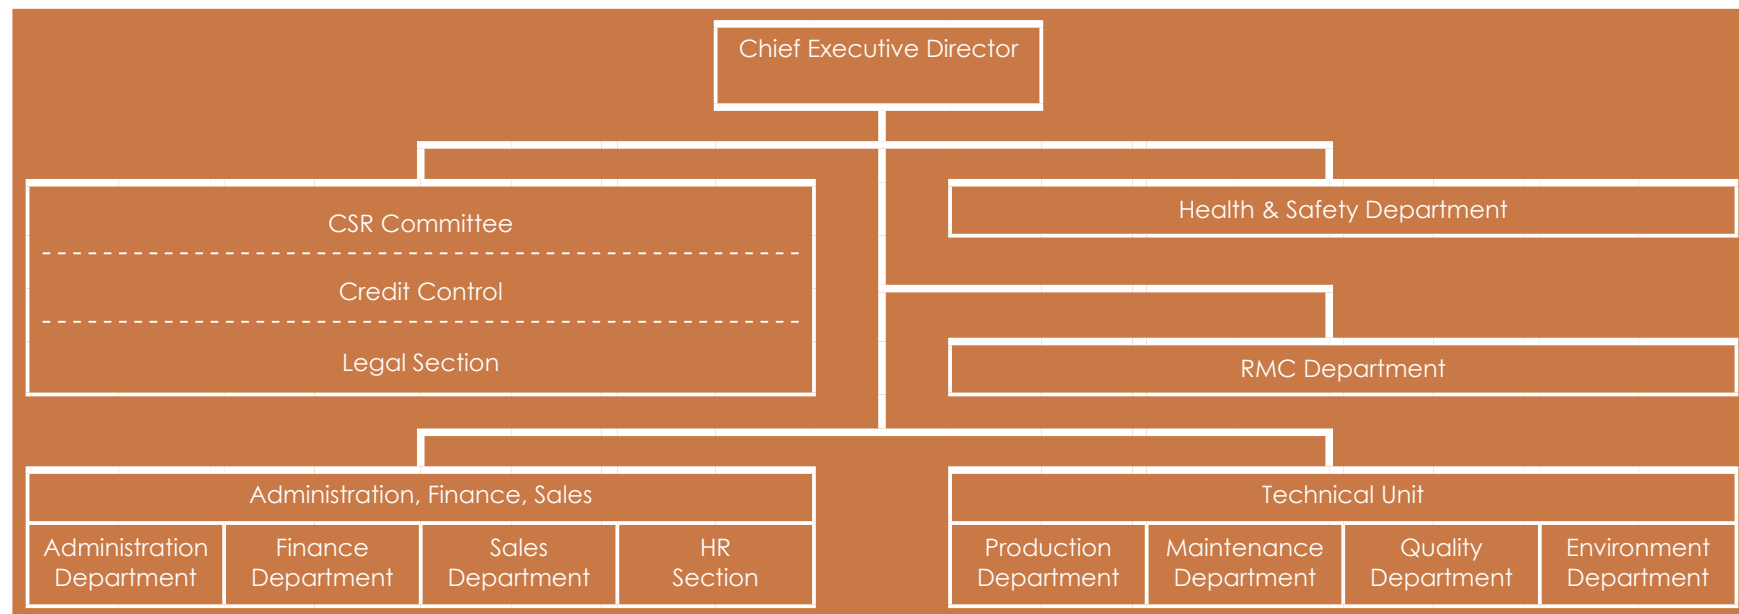 Chief Executive Director
CSR Committee
Credit Control
Legal Section
Health & Safety Department
RMC Department
Administration, Finance, Sales
Administration
Department
Finance
Department
Sales
Department
HR
Section
Technical Unit
Production
Department
Maintenance
Department
Quality
Department
Environment
Department